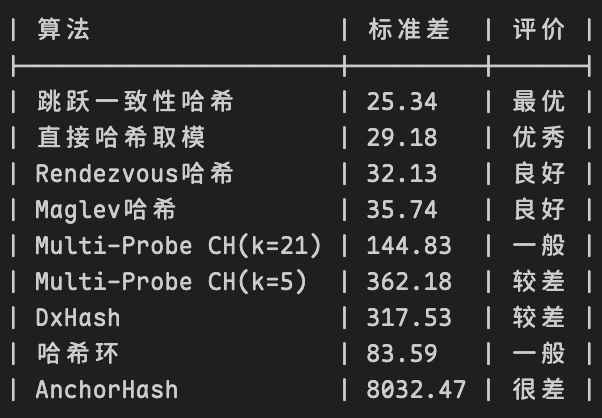 | 算法 | 标准差 | 评价 |
| 跳跃一致性哈希 | 25.34 | 最优 |
| 直接哈希取模 | 29.18 | 优秀 |
| Rendezvous哈希 | 32.13 | 良好 |
| Maglev哈希 | 35.74 | 良好 |
| Multi-Probe CH(k=21) | 144.83 | 一般 |
| Multi-Probe CH(k=5) | 362.18 | 较差 |
| DxHash | 317.53 | 较差 |
| 哈希环 | 83.59 | 一般 |
| AnchorHash | 8032.47 | 很差 |